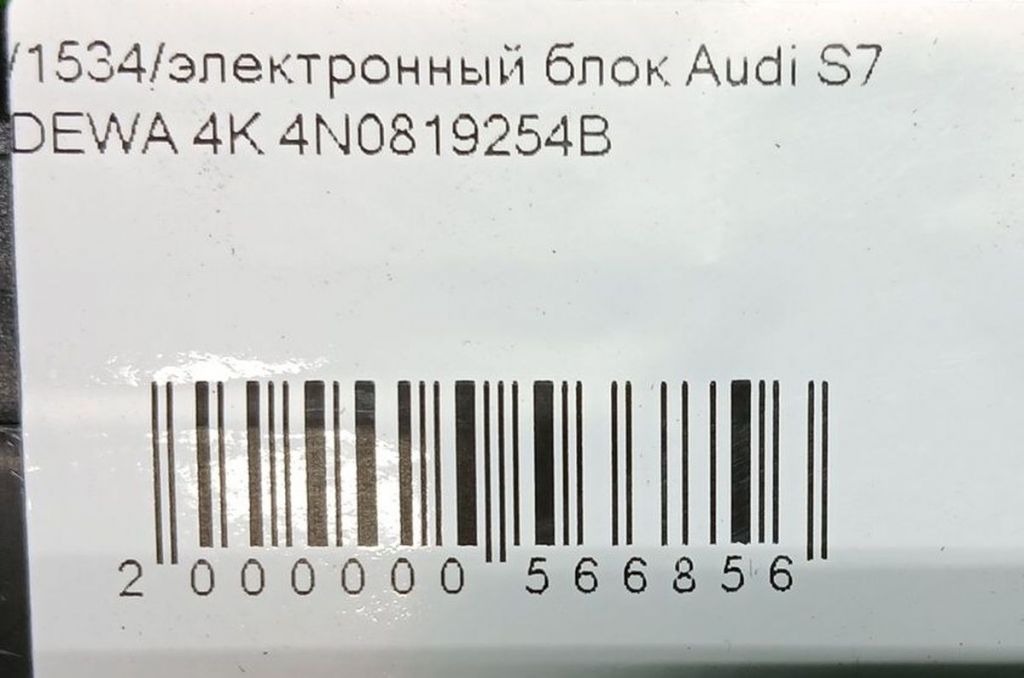 /1534/электронный блок Audi S7
DEWA 4K 4N0819254B
2 000000 566856